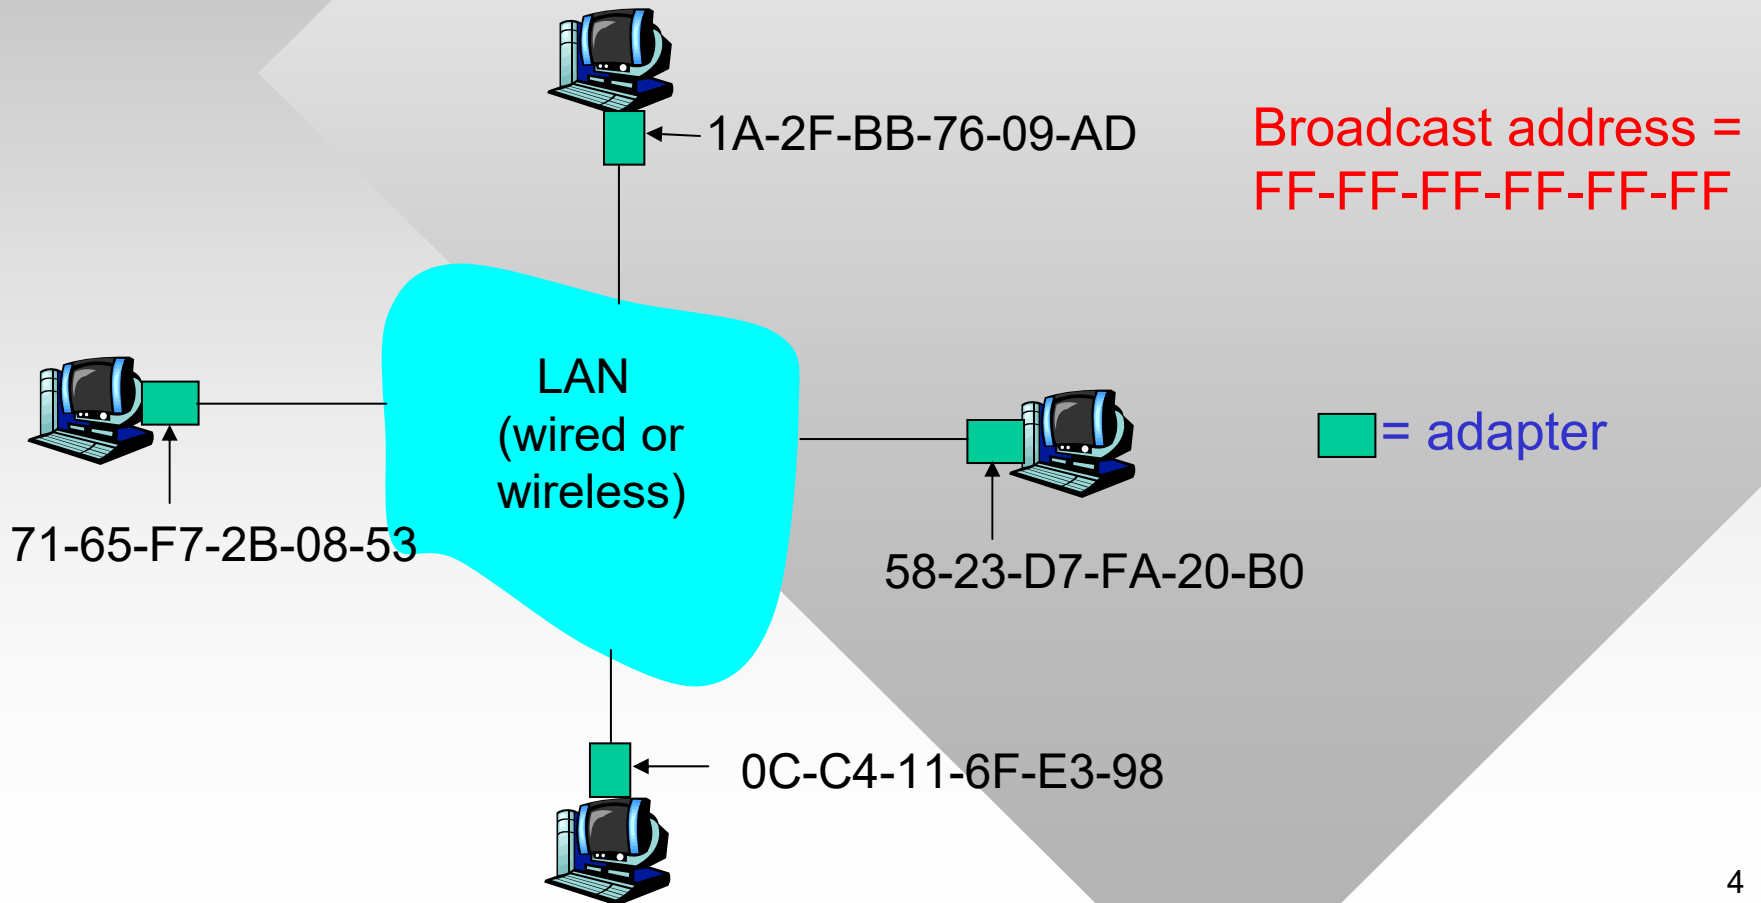 1A-2F-BB-76-09-AD
Broadcast address =
FF-FF-FF-FF-FF-FF
LAN
(wired or
wireless)
= adapter
71-65-F7-2B-08-53
58-23-D7-FA-20-B0
0C-C4-11-6F-E3-98
4